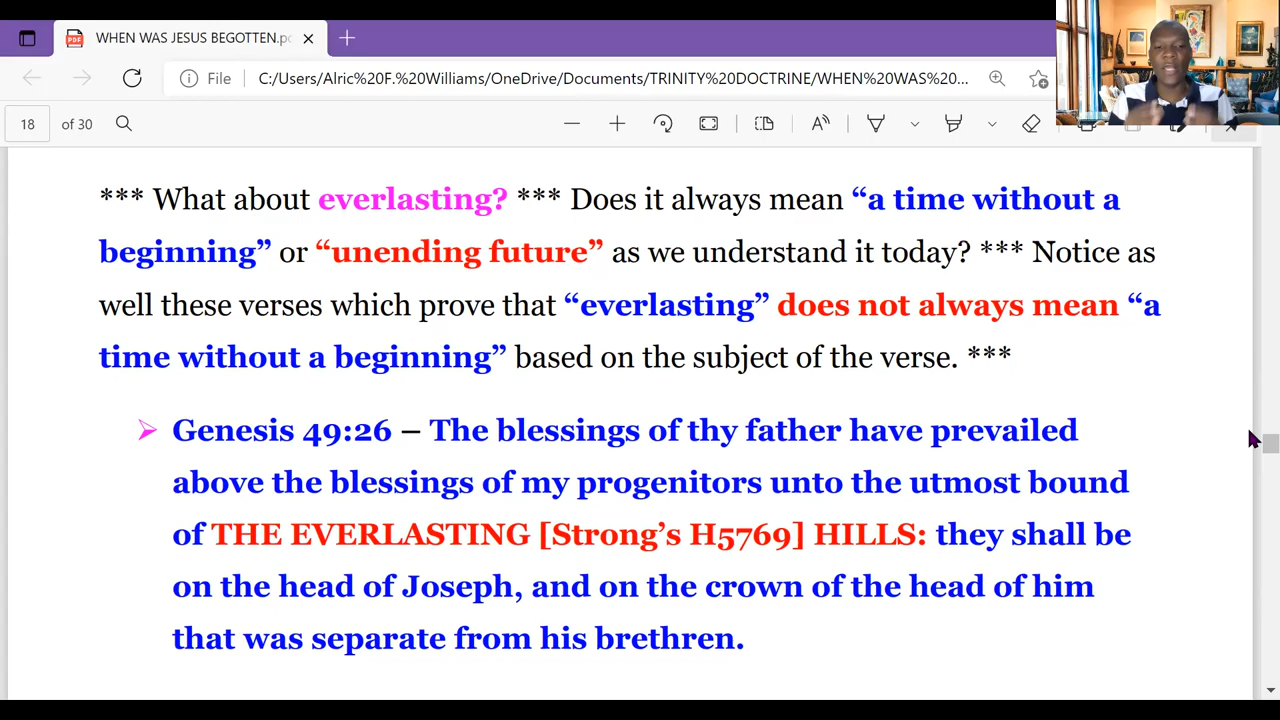 WHEN WAS JESUS BEGOTTEN.pd
File C:/Users/Alric%20F.%20Williams/OneDrive/Documents/TRINITY%20DOCTRINE/WHEN%20WAS%20...
18 of 30
*** What about everlasting? *** Does it always mean “a time without a
beginning” or “unending future” as we understand it today? *** Notice as
well these verses which prove that “everlasting” does not always mean “a
time without a beginning” based on the subject of the verse. ***
➢ Genesis 49:26 – The blessings of thy father have prevailed
above the blessings of my progenitors unto the utmost bound
of THE EVERLASTING [Strong’s H5769] HILLS: they shall be
on the head of Joseph, and on the crown of the head of him
that was separate from his brethren.